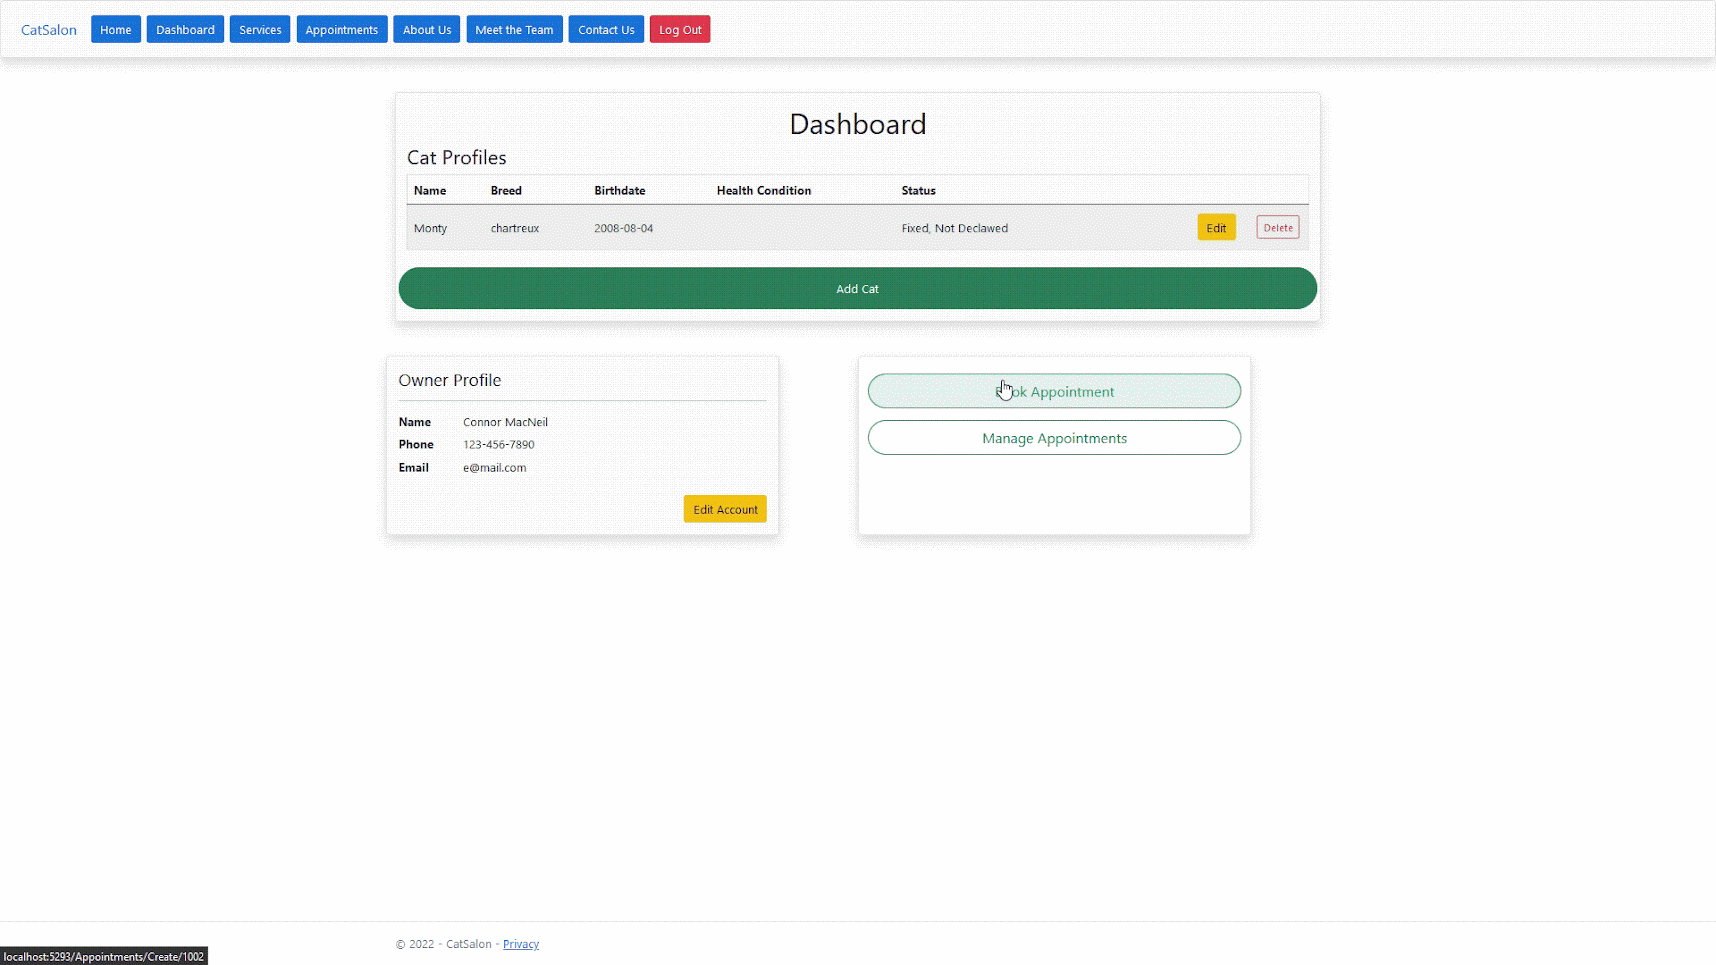 CatSalon Home Dashboard Services Appointments About Us Meet the Team Contact Us Log Out
Dashboard
Cat Profiles
Name Breed Birthdate Health Condition Status
Monty chartreux 2008-08-04 Fixed, Not Declawed Edit Delete
Add Cat
Owner Profile
Name Connor MacNeil
Phone 123-456-7890
Email e@mail.com
Edit Account
Appointment
Manage Appointments
© 2022 - CatSalon - Privacy
localhost:5293/Appointments/Create/1002